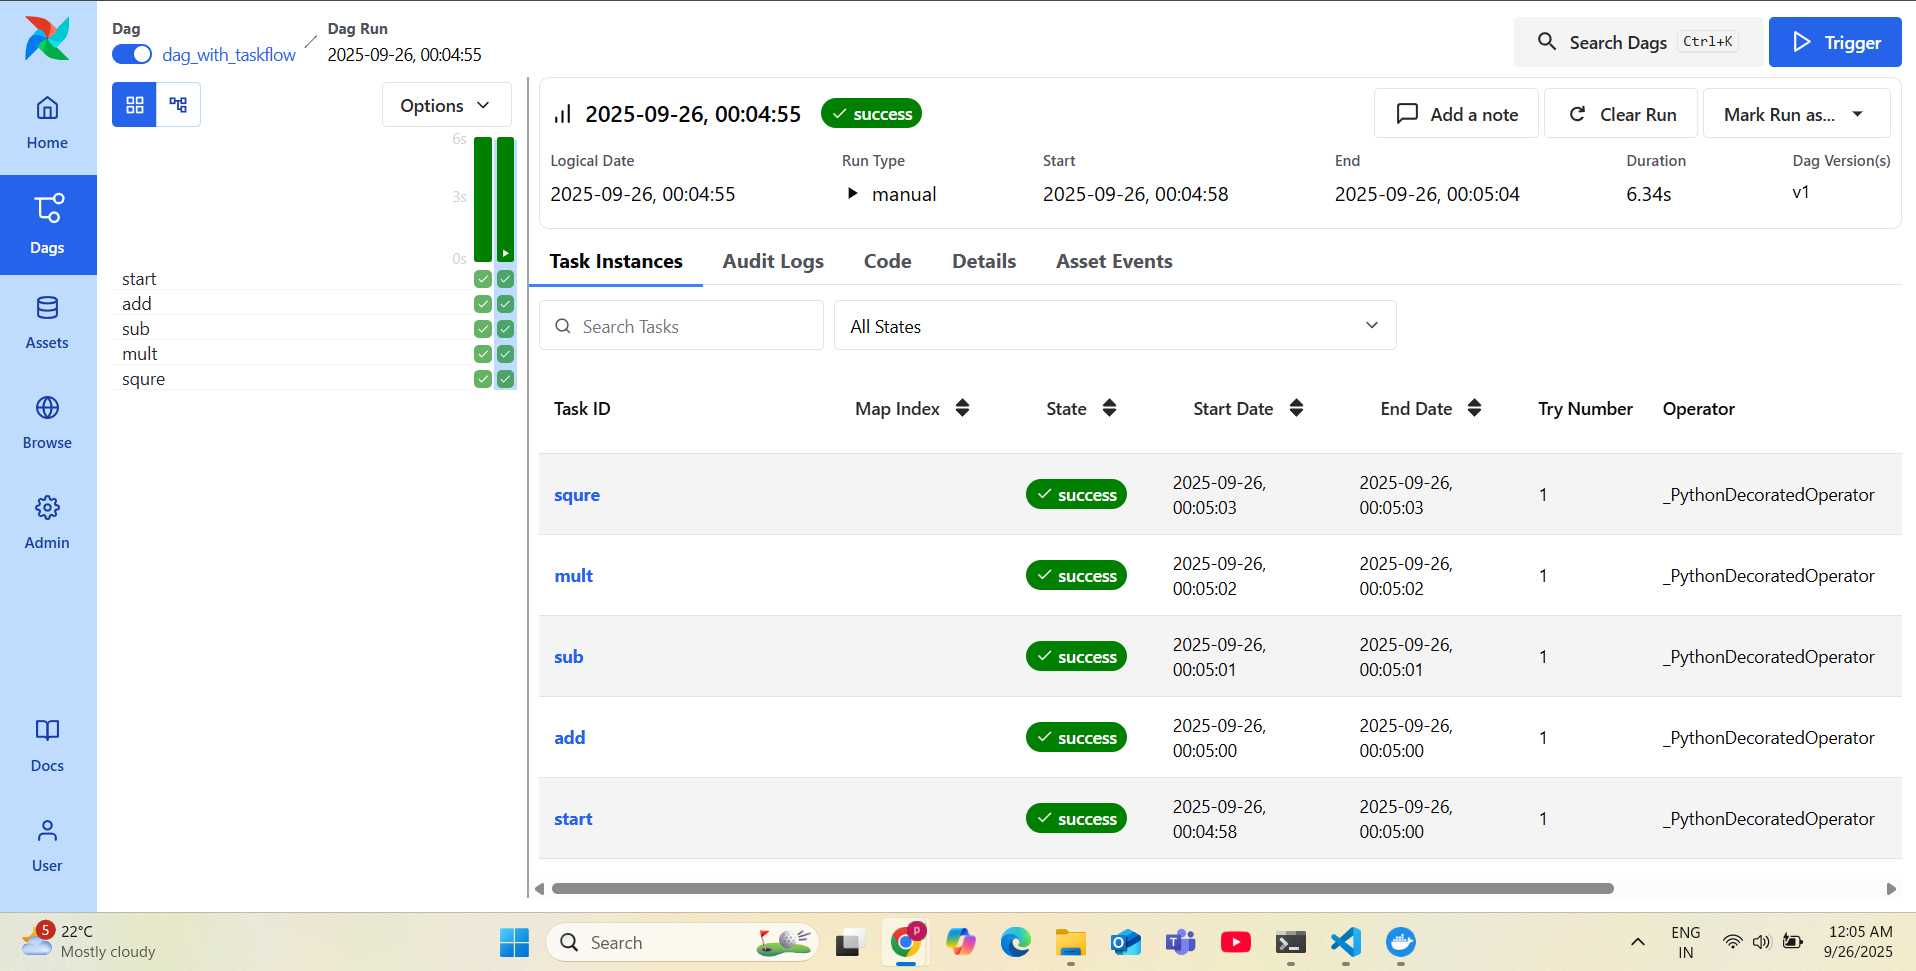 Dag
dag_with_taskflow
Dag Run
2025-09-26, 00:04:55
Search Dags Ctrl+K
Trigger
Home
Dags
Assets
Browse
Admin
Docs
User
Options
6s
3s
0s
start
add
sub
mult
squre
2025-09-26, 00:04:55 success
Add a note
Clear Run
Mark Run as...
Logical Date Run Type Start End Duration Dag Version(s)
2025-09-26, 00:04:55 manual 2025-09-26, 00:04:58 2025-09-26, 00:05:04 6.34s v1
Task Instances Audit Logs Code Details Asset Events
Search Tasks All States
Task ID Map Index State Start Date End Date Try Number Operator
squre success 2025-09-26, 00:05:03 2025-09-26, 00:05:03 1 _PythonDecoratedOperator
mult success 2025-09-26, 00:05:02 2025-09-26, 00:05:02 1 _PythonDecoratedOperator
sub success 2025-09-26, 00:05:01 2025-09-26, 00:05:01 1 _PythonDecoratedOperator
add success 2025-09-26, 00:05:00 2025-09-26, 00:05:00 1 _PythonDecoratedOperator
start success 2025-09-26, 00:04:58 2025-09-26, 00:05:00 1 _PythonDecoratedOperator
5
22°C
Mostly cloudy
Search
P
ENG
IN
12:05 AM
9/26/2025